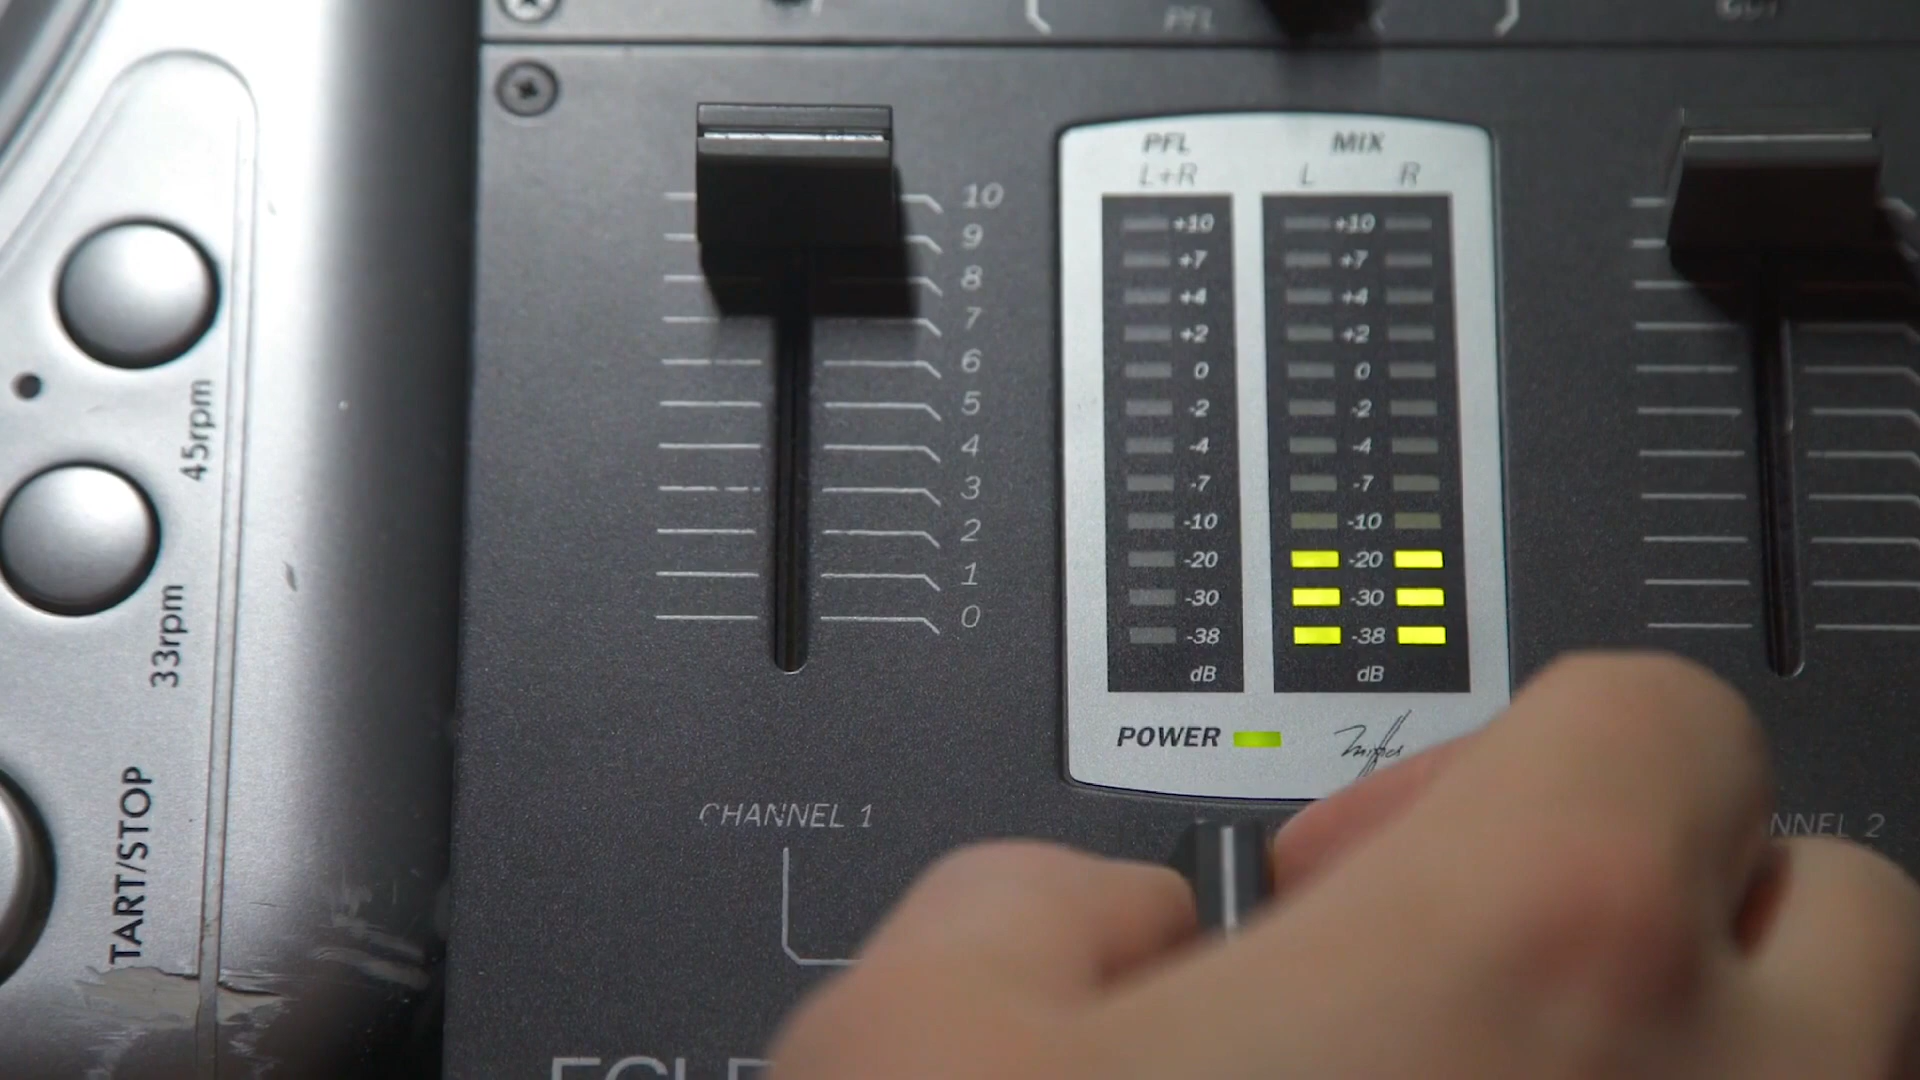 PFL
45rpm
33rpm
TART/STOP
10
9
8
7
6
5
4
3
2
1
0
CHANNEL 1
PFL MIX
L+R L R
+10 +10
+7 +7
+4 +4
+2 +2
0 0
-2 -2
-4 -4
-7 -7
-10 -10
-20 -20
-30 -30
-38 -38
dB dB
POWER
NNEL 2